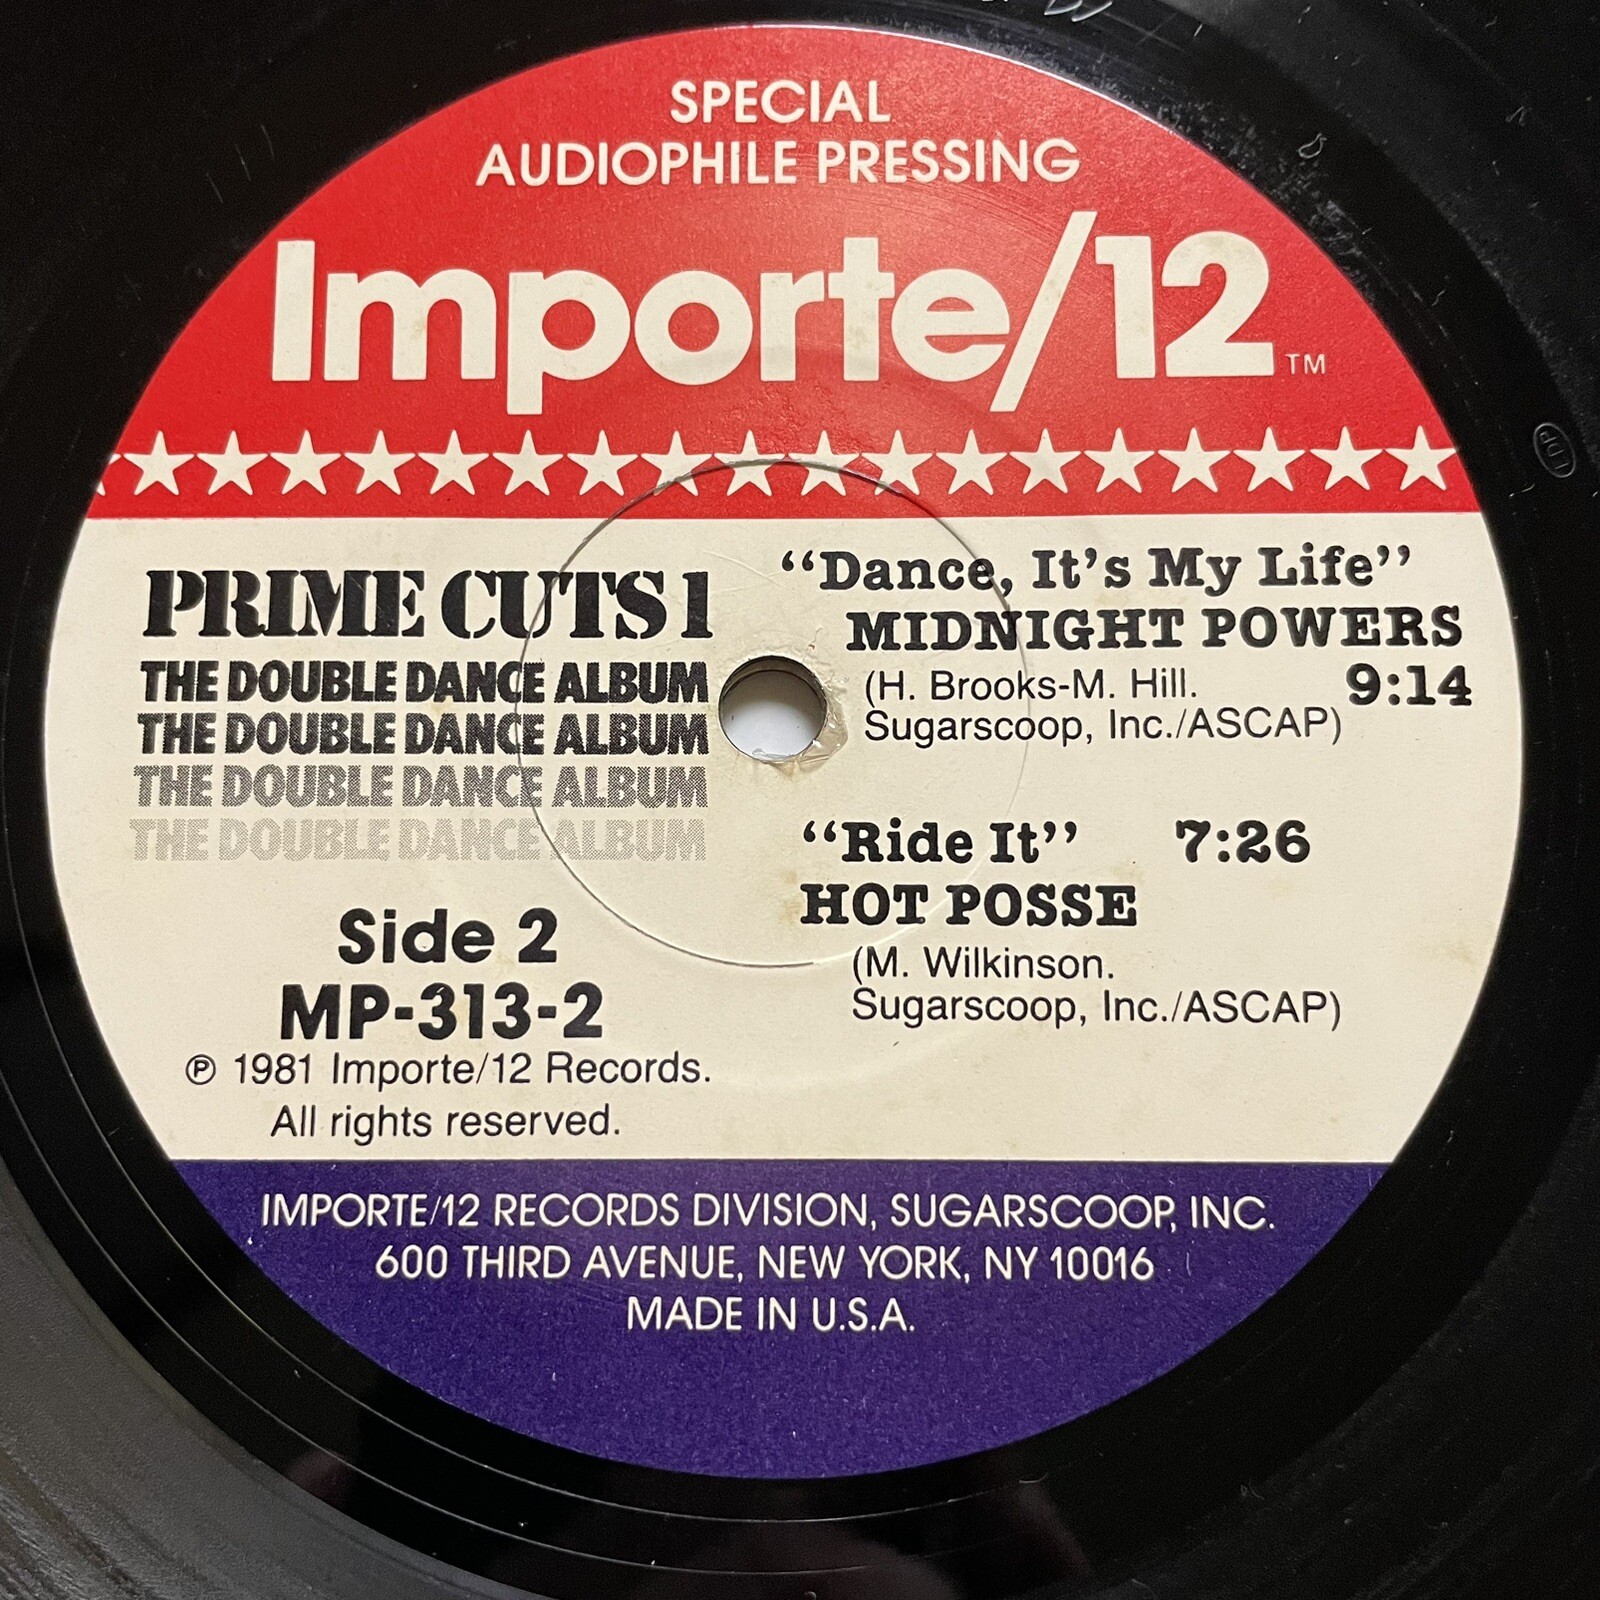 SPECIAL
AUDIOPHILE PRESSING
Importe/12 TM
PRIME CUTS 1
THE DOUBLE DANCE ALBUM
THE DOUBLE DANCE ALBUM
THE DOUBLE DANCE ALBUM
THE DOUBLE DANCE ALBUM
Side 2
MP-313-2
℗ 1981 Importe/12 Records.
All rights reserved.
“Dance, It’s My Life”
MIDNIGHT POWERS
(H. Brooks-M. Hill. 9:14
Sugarscoop, Inc./ASCAP)
“Ride It” 7:26
HOT POSSE
(M. Wilkinson.
Sugarscoop, Inc./ASCAP)
IMPORTE/12 RECORDS DIVISION, SUGARSCOOP, INC.
600 THIRD AVENUE, NEW YORK, NY 10016
MADE IN U.S.A.